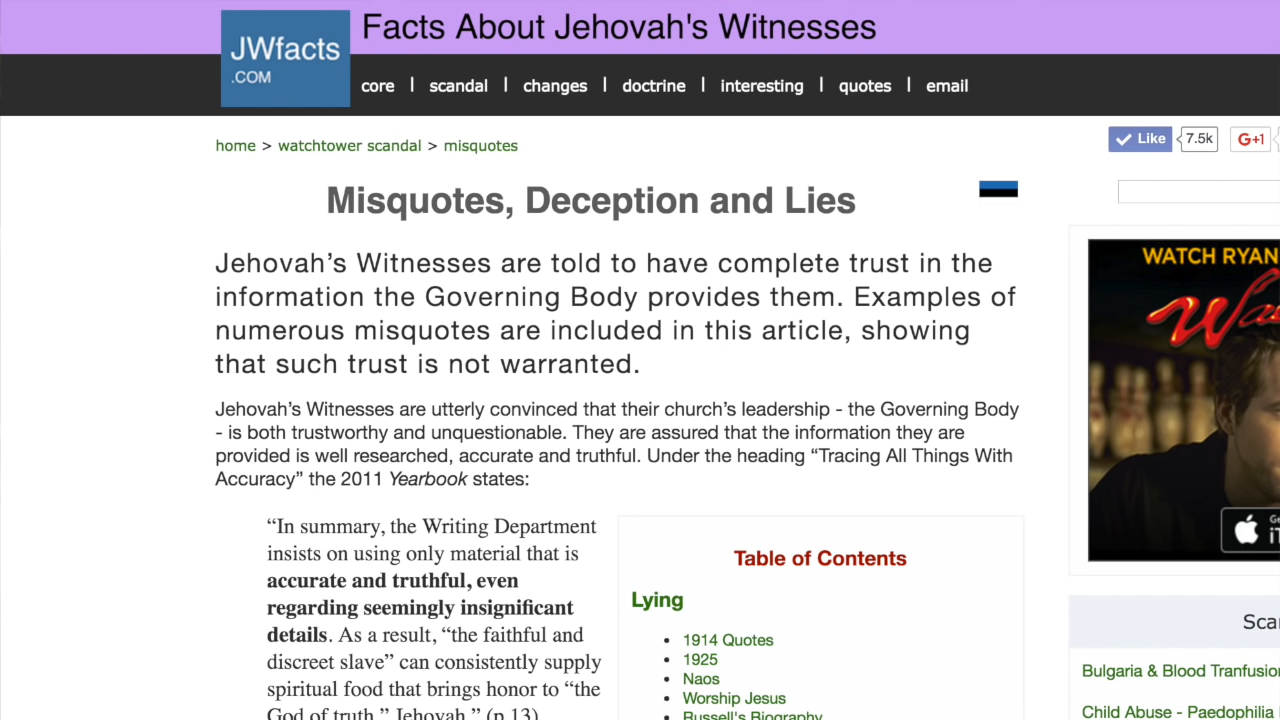 Facts About Jehovah's Witnesses
JWfacts
.COM
core | scandal | changes | doctrine | interesting | quotes | email
home > watchtower scandal > misquotes
Like
7.5k
G+1
Misquotes, Deception and Lies
Jehovah’s Witnesses are told to have complete trust in the
information the Governing Body provides them. Examples of
numerous misquotes are included in this article, showing
that such trust is not warranted.
Jehovah’s Witnesses are utterly convinced that their church’s leadership - the Governing Body
- is both trustworthy and unquestionable. They are assured that the information they are
provided is well researched, accurate and truthful. Under the heading “Tracing All Things With
Accuracy” the 2011 Yearbook states:
“In summary, the Writing Department
insists on using only material that is
accurate and truthful, even
regarding seemingly insignificant
details. As a result, “the faithful and
discreet slave” can consistently supply
spiritual food that brings honor to “the
God of truth,” Jehovah.” (p.13)
Table of Contents
Lying
• 1914 Quotes
• 1925
• Naos
• Worship Jesus
• Russell's Biography
WATCH RYAN
Bulgaria & Blood Tranfusion
Child Abuse - Paedophilia